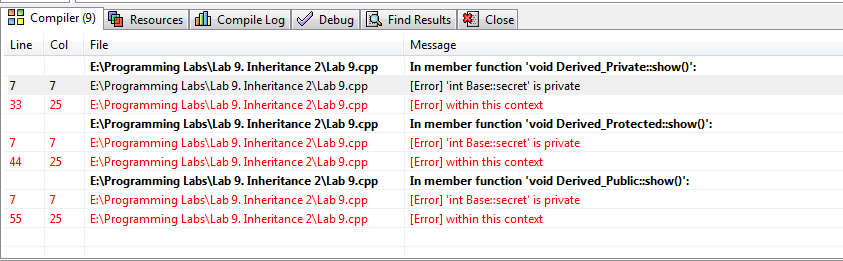 Compiler (9) Resources Compile Log Debug Find Results Close
Line Col File Message
E:\Programming Labs\Lab 9. Inheritance 2\Lab 9.cpp In member function 'void Derived_Private::show()':
7 7 E:\Programming Labs\Lab 9. Inheritance 2\Lab 9.cpp [Error] 'int Base::secret' is private
33 25 E:\Programming Labs\Lab 9. Inheritance 2\Lab 9.cpp [Error] within this context
E:\Programming Labs\Lab 9. Inheritance 2\Lab 9.cpp In member function 'void Derived_Protected::show()':
7 7 E:\Programming Labs\Lab 9. Inheritance 2\Lab 9.cpp [Error] 'int Base::secret' is private
44 25 E:\Programming Labs\Lab 9. Inheritance 2\Lab 9.cpp [Error] within this context
E:\Programming Labs\Lab 9. Inheritance 2\Lab 9.cpp In member function 'void Derived_Public::show()':
7 7 E:\Programming Labs\Lab 9. Inheritance 2\Lab 9.cpp [Error] 'int Base::secret' is private
55 25 E:\Programming Labs\Lab 9. Inheritance 2\Lab 9.cpp [Error] within this context